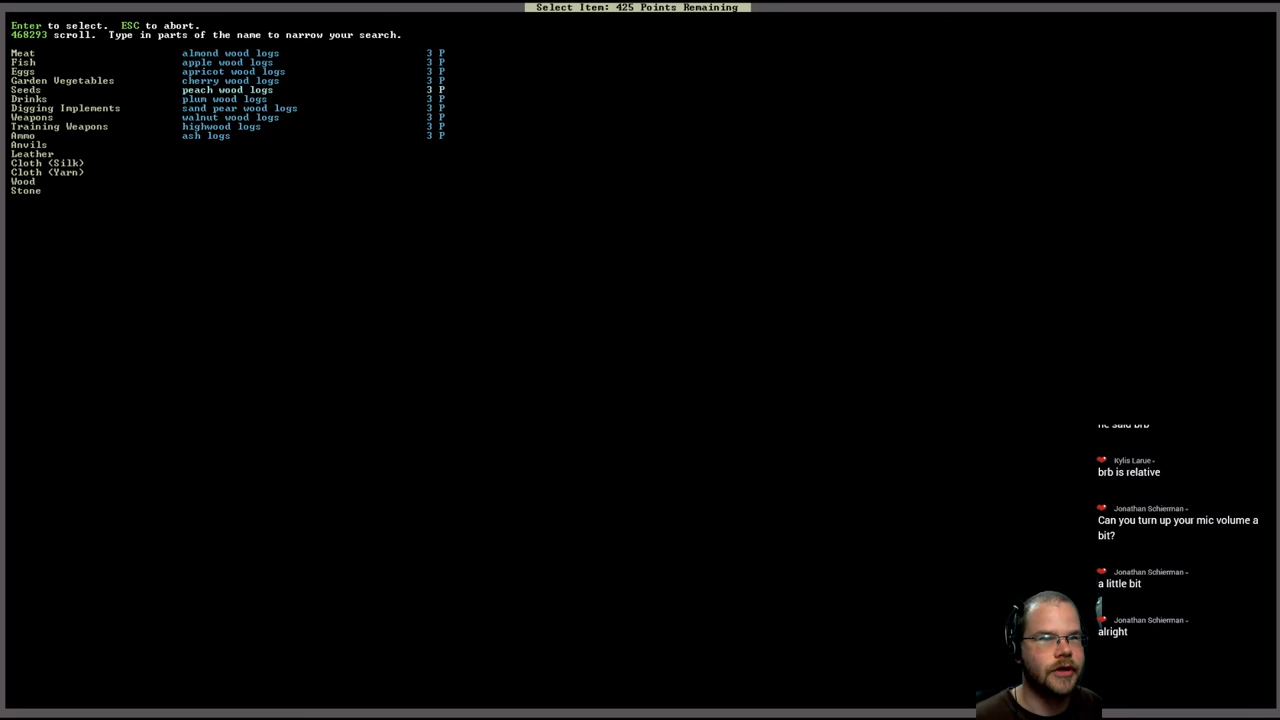 Select Item: 425 Points Remaining
Enter to select.  ESC to abort.
468293 scroll.  Type in parts of the name to narrow your search.
Meat almond wood logs 3 P
Fish apple wood logs 3 P
Eggs apricot wood logs 3 P
Garden Vegetables cherry wood logs 3 P
Seeds peach wood logs 3 P
Drinks plum wood logs 3 P
Digging Implements sand pear wood logs 3 P
Weapons walnut wood logs 3 P
Training Weapons highwood logs 3 P
Ammo ash logs 3 P
Anvils
Leather
Cloth (Silk)
Cloth (Yarn)
Wood
Stone
he said brb
Kylis Larue -
brb is relative
Jonathan Schierman -
Can you turn up your mic volume a
bit?
Jonathan Schierman -
a little bit
Jonathan Schierman -
alright